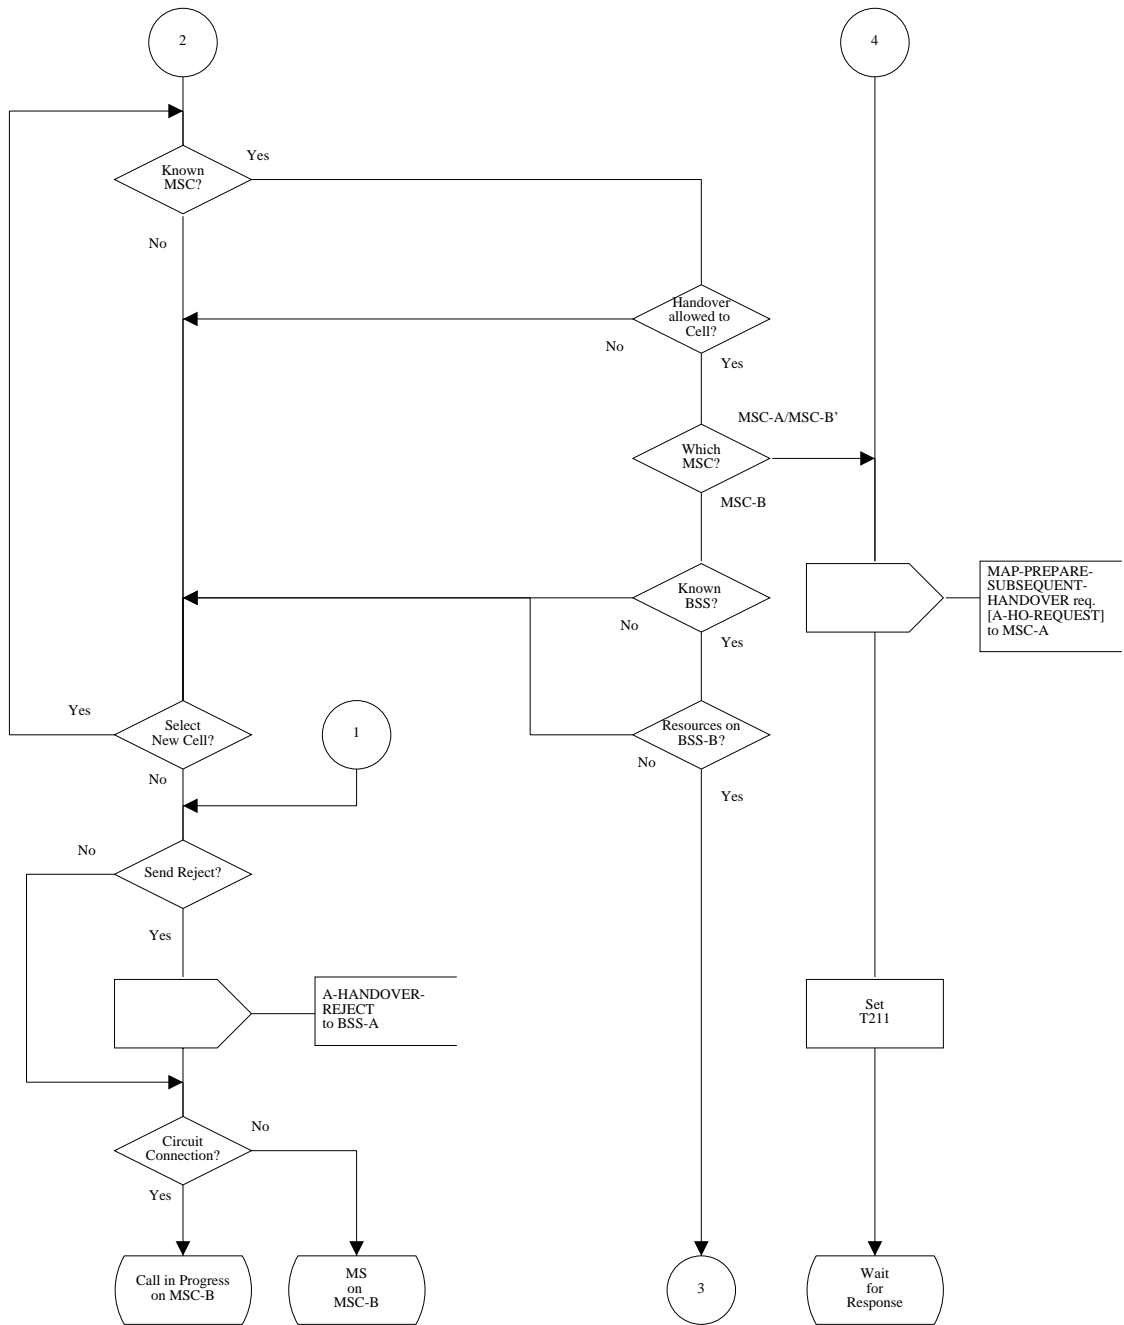 2
4
Known
MSC?
Yes
No
Handover
allowed to
Cell?
No
Yes
MSC-A/MSC-B’
Which
MSC?
MSC-B
Known
BSS?
No
Yes
MAP-PREPARE-
SUBSEQUENT-
HANDOVER req.
[A-HO-REQUEST]
to MSC-A
Yes
Select
New Cell?
No
1
Resources on
BSS-B?
No
Yes
No
Send Reject?
Yes
A-HANDOVER-
REJECT
to BSS-A
Set
T211
Circuit
Connection?
No
Yes
Call in Progress
on MSC-B
MS
on
MSC-B
3
Wait
for
Response